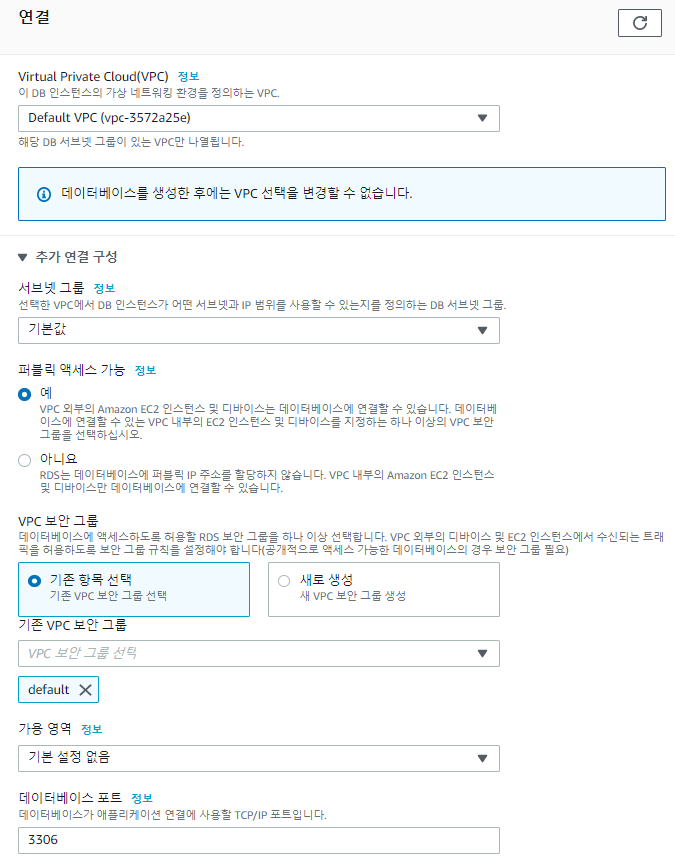 연결
Virtual Private Cloud(VPC) 정보
이 DB 인스턴스의 가상 네트워킹 환경을 정의하는 VPC.
Default VPC (vpc-3572a25e)
해당 DB 서브넷 그룹이 있는 VPC만 나열됩니다.
데이터베이스를 생성한 후에는 VPC 선택을 변경할 수 없습니다.
추가 연결 구성
서브넷 그룹 정보
선택한 VPC에서 DB 인스턴스가 어떤 서브넷과 IP 범위를 사용할 수 있는지를 정의하는 DB 서브넷 그룹.
기본값
퍼블릭 액세스 가능 정보
예
VPC 외부의 Amazon EC2 인스턴스 및 디바이스는 데이터베이스에 연결할 수 있습니다. 데이터베
이스에 연결할 수 있는 VPC 내부의 EC2 인스턴스 및 디바이스를 지정하는 하나 이상의 VPC 보안
그룹을 선택하십시오.
아니요
RDS는 데이터베이스에 퍼블릭 IP 주소를 할당하지 않습니다. VPC 내부의 Amazon EC2 인스턴스
및 디바이스만 데이터베이스에 연결할 수 있습니다.
VPC 보안 그룹
데이터베이스에 액세스하도록 허용할 RDS 보안 그룹을 하나 이상 선택합니다. VPC 외부의 디바이스 및 EC2 인스턴스에서 수신되는 트래
픽을 허용하도록 보안 그룹 규칙을 설정해야 합니다(공개적으로 액세스 가능한 데이터베이스의 경우 보안 그룹 필요)
기존 항목 선택
기존 VPC 보안 그룹 선택
새로 생성
새 VPC 보안 그룹 생성
기존 VPC 보안 그룹
VPC 보안 그룹 선택
default
가용 영역 정보
기본 설정 없음
데이터베이스 포트 정보
데이터베이스가 애플리케이션 연결에 사용할 TCP/IP 포트입니다.
3306